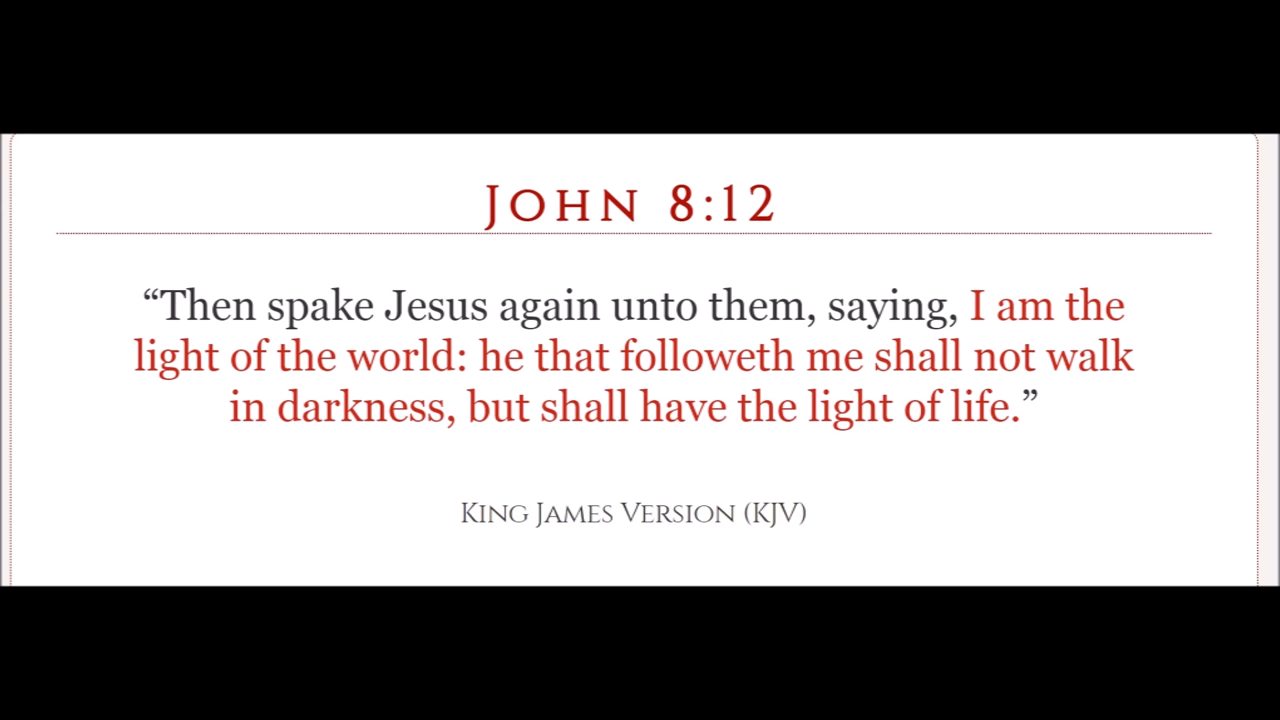 John 8:12
“Then spake Jesus again unto them, saying, I am the
light of the world: he that followeth me shall not walk
in darkness, but shall have the light of life.”
King James Version (KJV)